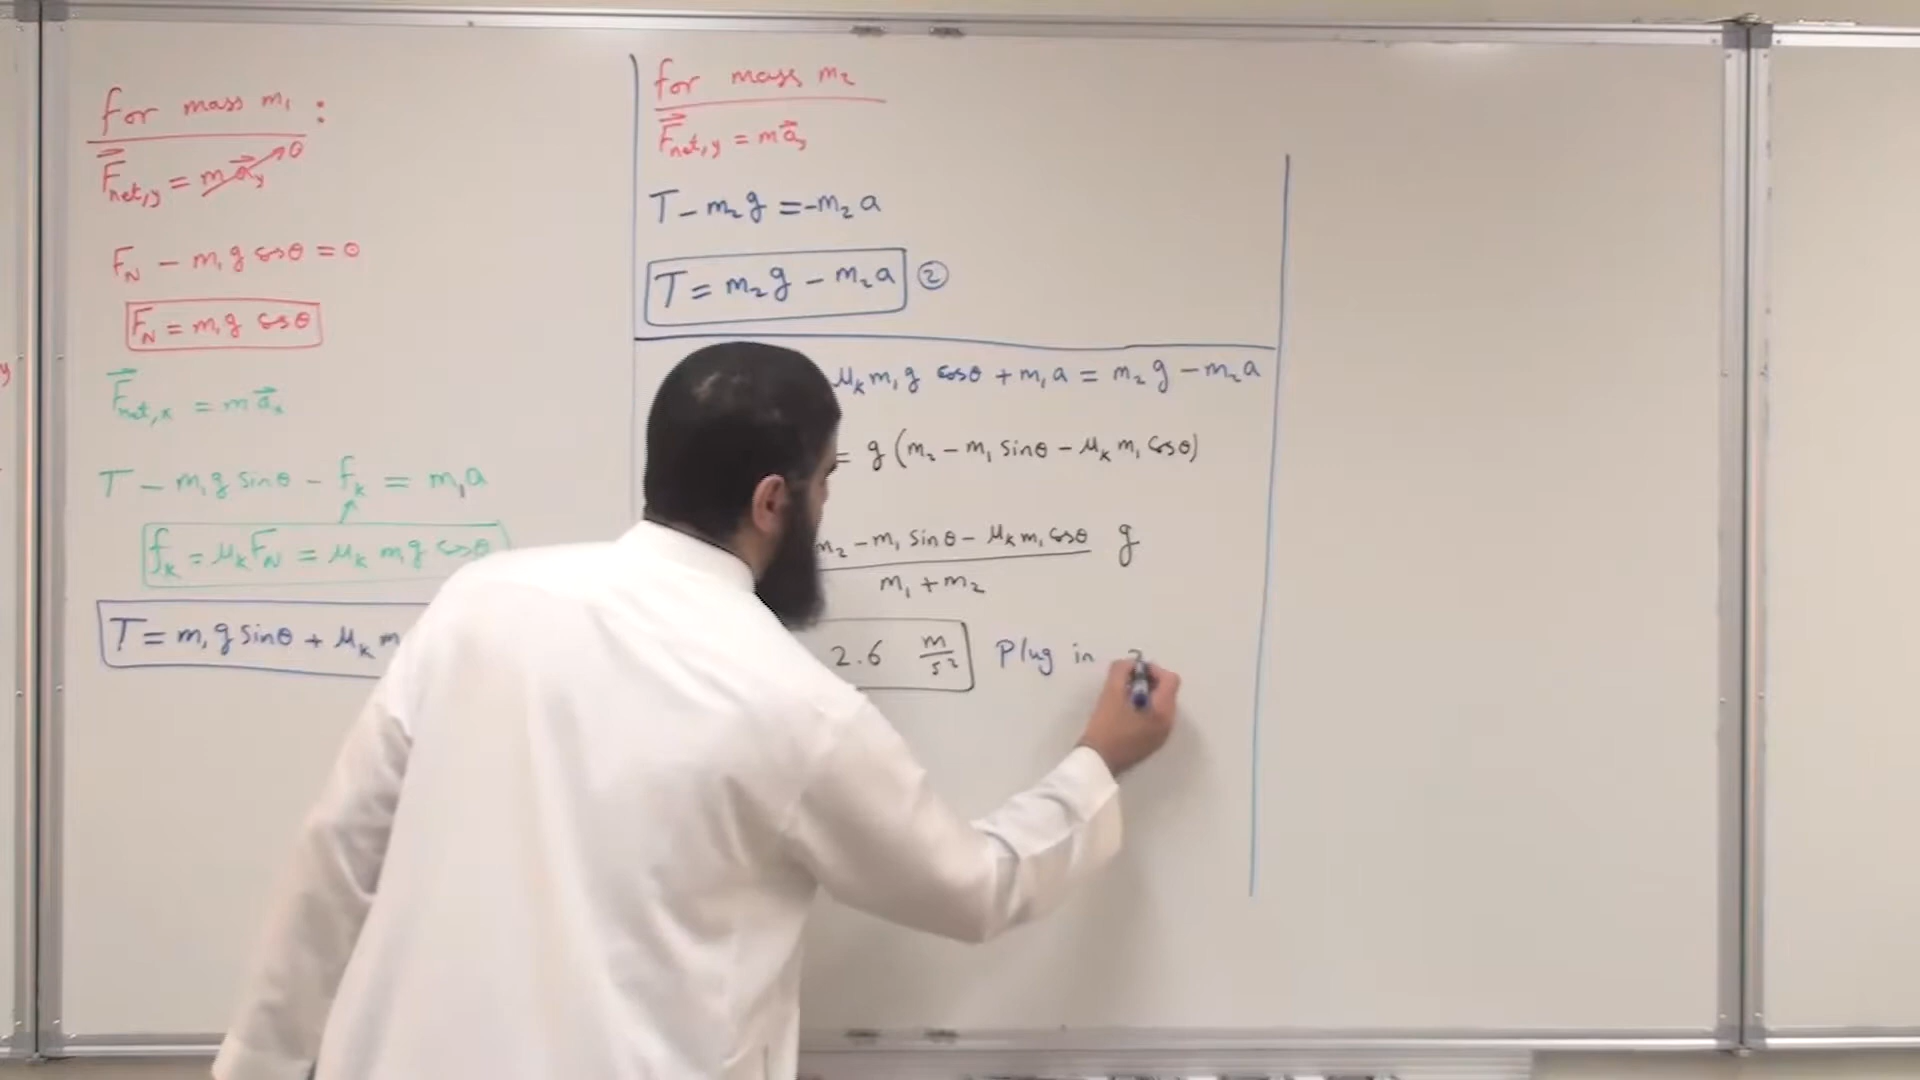 for mass m₁ :
F⃗net,y = m a⃗y 0
F_N − m₁g cosθ = 0
F_N = m₁g cosθ
F⃗net,x = m a⃗x
T − m₁g sinθ − f_k = m₁a
f_k = μ_k F_N = μ_k m₁g cosθ
T = m₁g sinθ + μ_k m
for mass m₂
F⃗net,y = m a⃗y
T − m₂g = −m₂a
T = m₂g − m₂a ②
μ_k m₁g cosθ + m₁a = m₂g − m₂a
= g (m₂ − m₁ sinθ − μ_k m₁ cosθ)
m₂ − m₁ sinθ − μ_k m₁ cosθ g
m₁ + m₂
2.6 m/s² Plug in
y